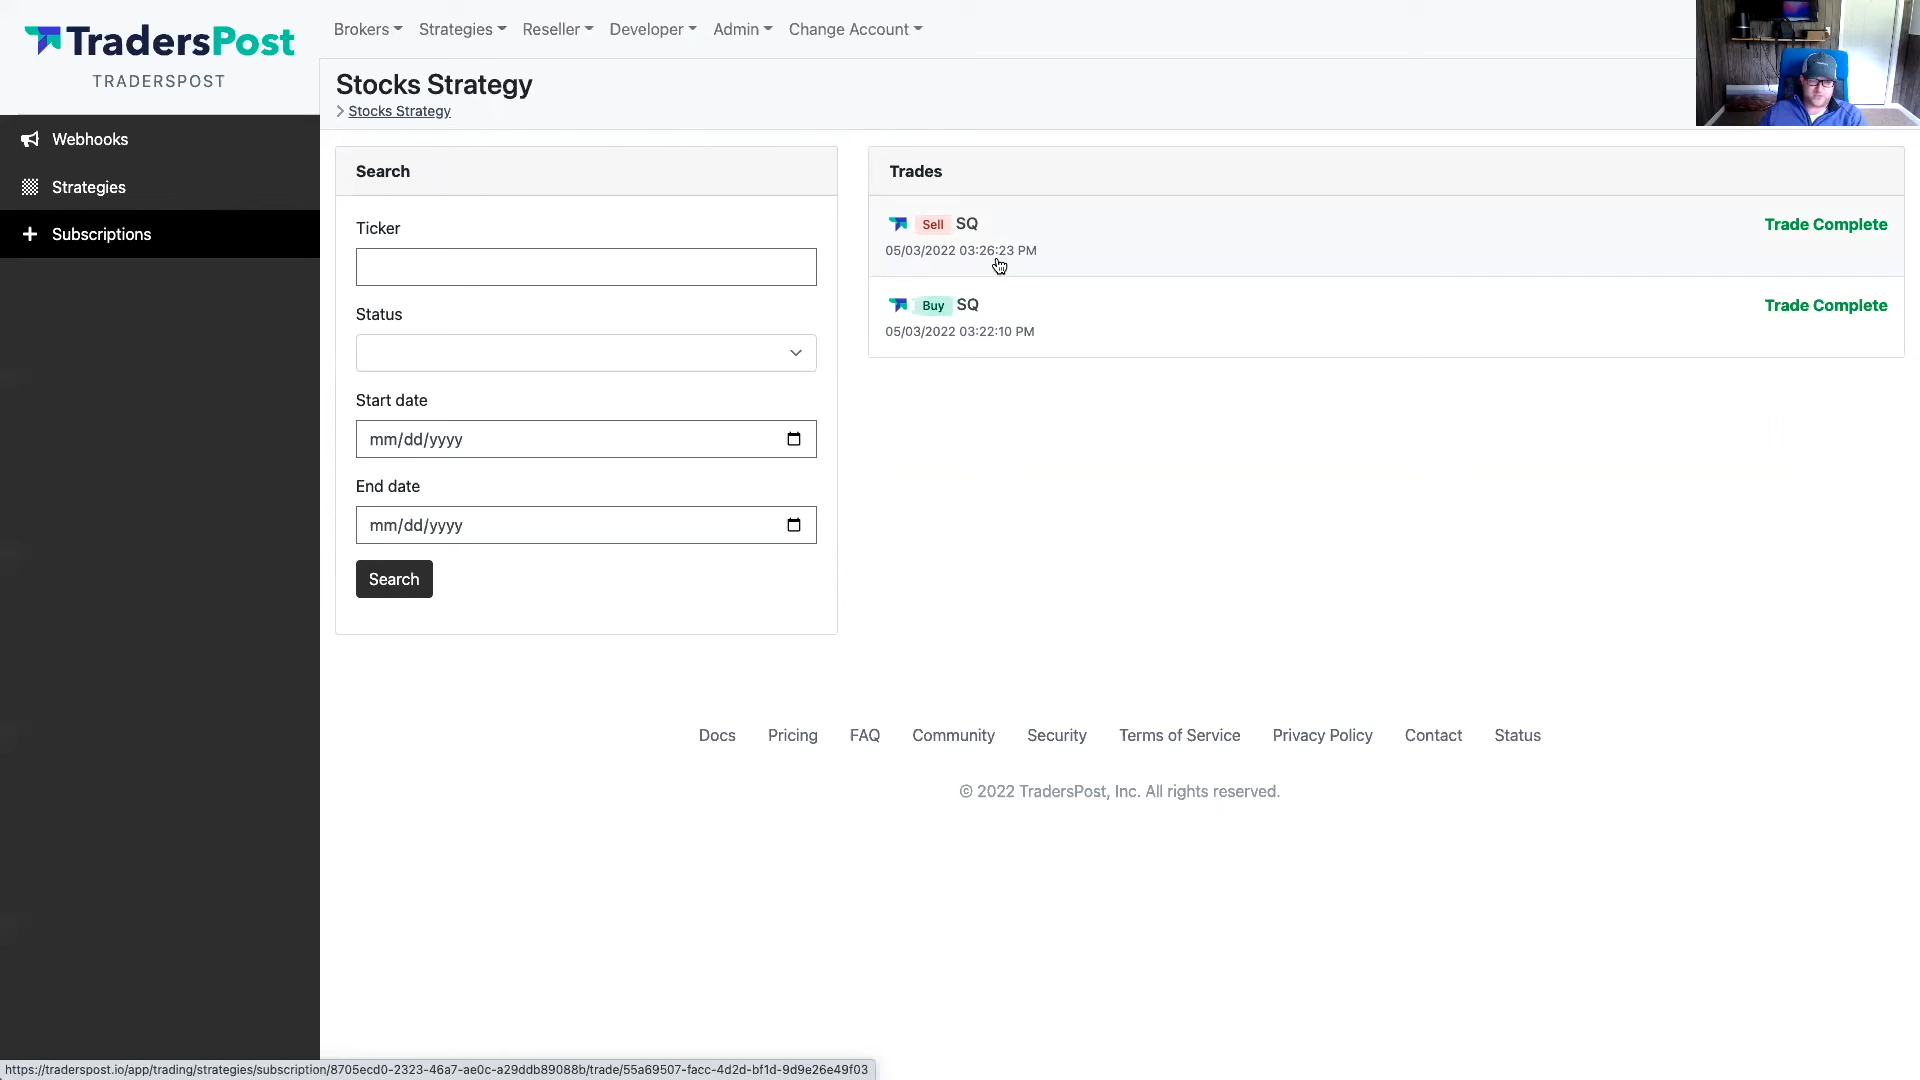 TradersPost
TRADERSPOST
Brokers Strategies Reseller Developer Admin Change Account
Stocks Strategy
Stocks Strategy
Webhooks
Strategies
Subscriptions
Search
Ticker
Status
Start date
mm/dd/yyyy
End date
mm/dd/yyyy
Search
Trades
Sell SQ Trade Complete
05/03/2022 03:26:23 PM
Buy SQ Trade Complete
05/03/2022 03:22:10 PM
Docs Pricing FAQ Community Security Terms of Service Privacy Policy Contact Status
© 2022 TradersPost, Inc. All rights reserved.
https://traderspost.io/app/trading/strategies/subscription/8705ecd0-2323-46a7-ae0c-a29ddb89088b/trade/55a69507-facc-4d2d-bf1d-9d9e26e49f03